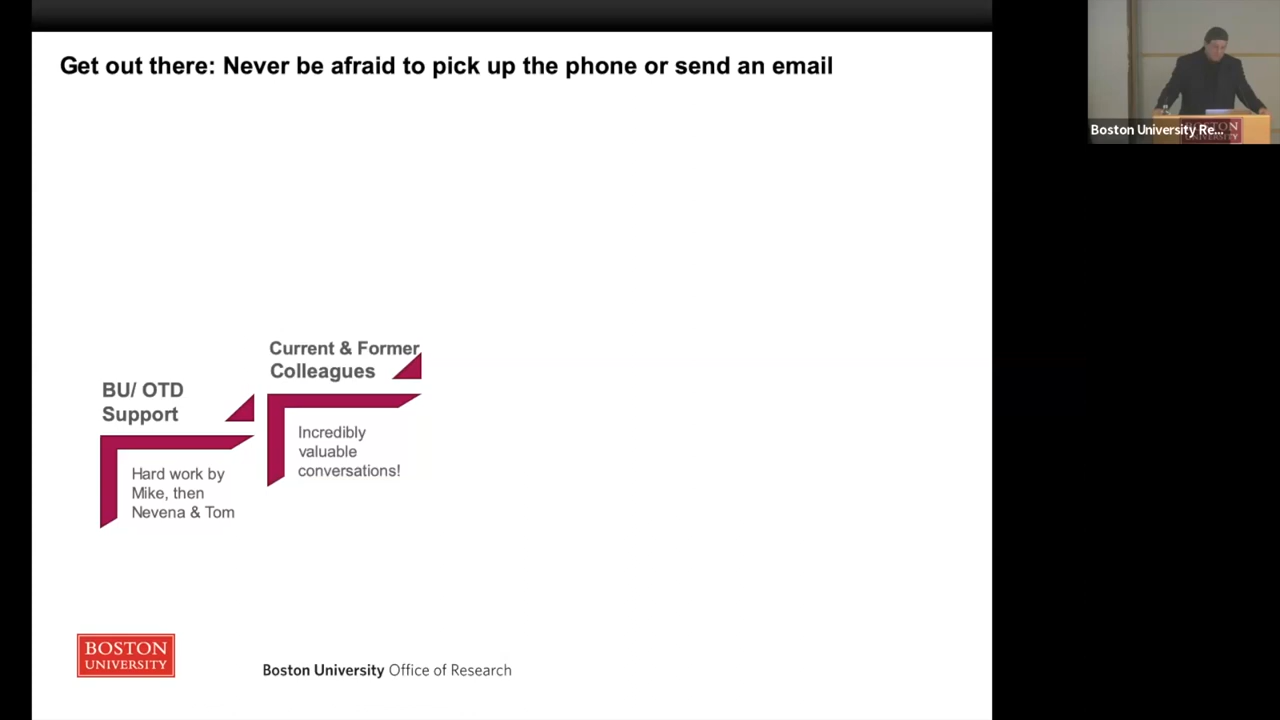 Get out there: Never be afraid to pick up the phone or send an email
Current & Former
Colleagues
BU/ OTD
Support
Incredibly
valuable
conversations!
Hard work by
Mike, then
Nevena & Tom
BOSTON
UNIVERSITY
Boston University Office of Research
Boston University Re...
BOSTON
UNIVERSITY